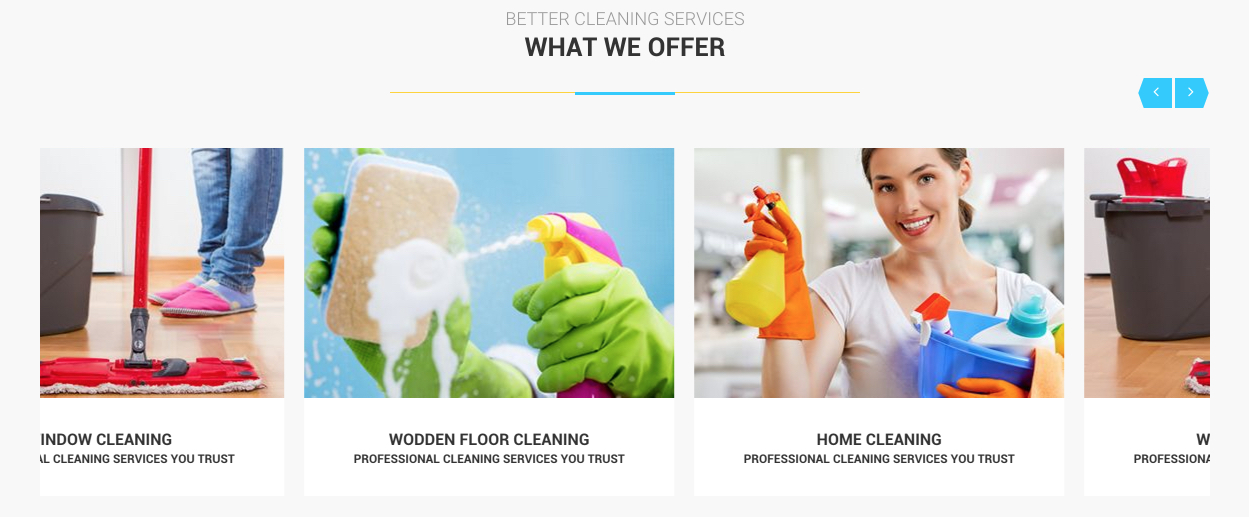 BETTER CLEANING SERVICES
WHAT WE OFFER
INDOW CLEANING
AL CLEANING SERVICES YOU TRUST
WODDEN FLOOR CLEANING
PROFESSIONAL CLEANING SERVICES YOU TRUST
HOME CLEANING
PROFESSIONAL CLEANING SERVICES YOU TRUST
W
PROFESSIONA